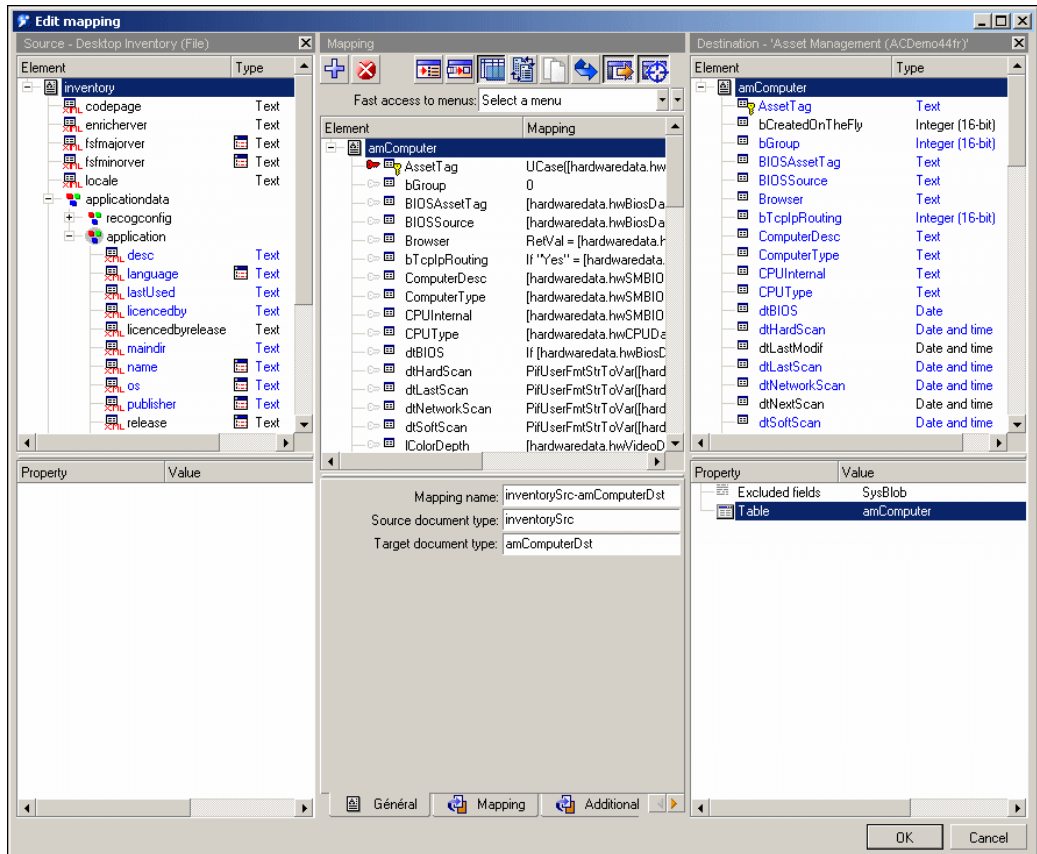 Edit mapping
Source - Desktop Inventory (File)
Element Type
inventory
codepage Text
enricherver Text
fsfmajorver Text
fsfminorver Text
locale Text
applicationdata
recogconfig
application
desc Text
language Text
lastUsed Text
licencedby Text
licencedbyrelease Text
maindir Text
name Text
os Text
publisher Text
release Text
Property Value
Mapping
Fast access to menus: Select a menu
Element Mapping
amComputer
AssetTag UCase([hardwaredata.hw
bGroup 0
BIOSAssetTag [hardwaredata.hwBiosDa
BIOSSource [hardwaredata.hwBiosDa
Browser RetVal = [hardwaredata.h
bTcpIpRouting If "Yes" = [hardwaredata.
ComputerDesc [hardwaredata.hwSMBIO
ComputerType [hardwaredata.hwSMBIO
CPUInternal [hardwaredata.hwSMBIO
CPUType [hardwaredata.hwCPUDa
dtBIOS If [hardwaredata.hwBiosD
dtHardScan PifUserFmtStrToVar([hard
dtLastScan PifUserFmtStrToVar([hard
dtNetworkScan PifUserFmtStrToVar([hard
dtSoftScan PifUserFmtStrToVar([hard
lColorDepth [hardwaredata.hwVideoD
Mapping name: inventorySrc-amComputerDst
Source document type: inventorySrc
Target document type: amComputerDst
Général Mapping Additional
Destination - 'Asset Management (ACDemo44fr)'
Element Type
amComputer
AssetTag Text
bCreatedOnTheFly Integer (16-bit)
bGroup Integer (16-bit)
BIOSAssetTag Text
BIOSSource Text
Browser Text
bTcpIpRouting Integer (16-bit)
ComputerDesc Text
ComputerType Text
CPUInternal Text
CPUType Text
dtBIOS Date
dtHardScan Date and time
dtLastModif Date and time
dtLastScan Date and time
dtNetworkScan Date and time
dtNextScan Date and time
dtSoftScan Date and time
Property Value
Excluded fields SysBlob
Table amComputer
OK Cancel